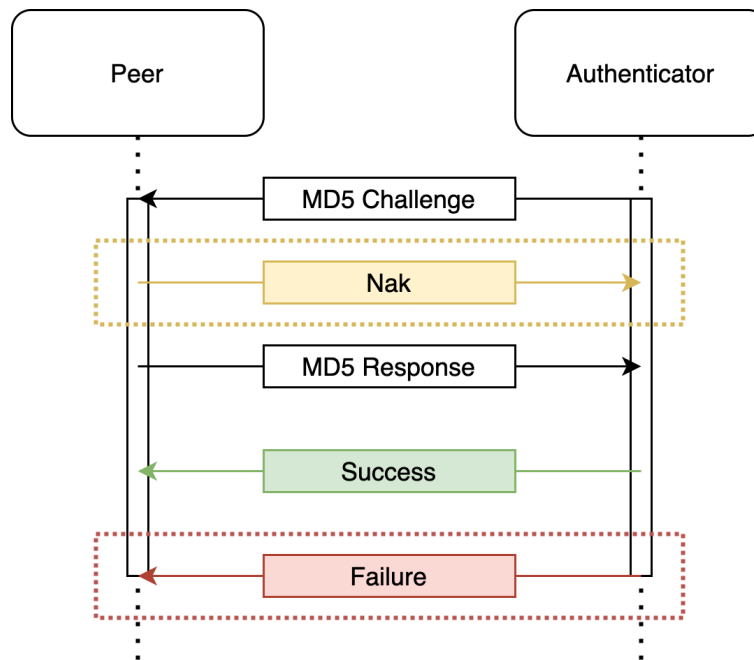 Peer
Authenticator
MD5 Challenge
Nak
MD5 Response
Success
Failure